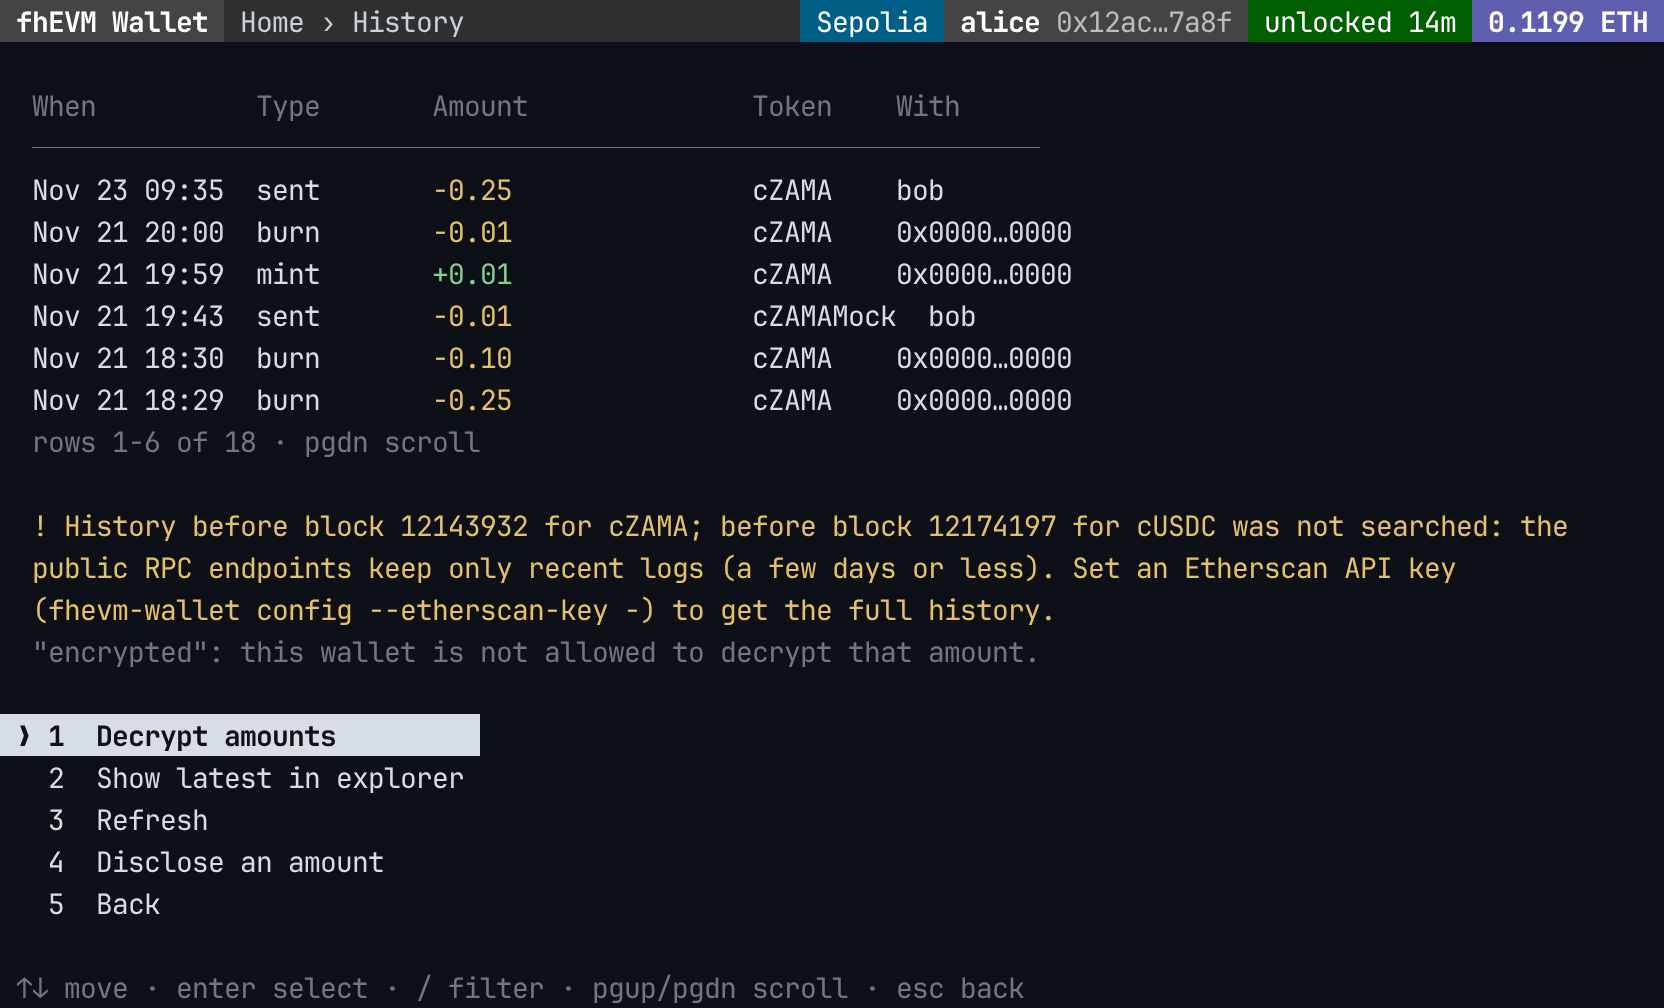 fhEVM Wallet Home › History Sepolia alice 0x12ac…7a8f unlocked 14m 0.1199 ETH
When Type Amount Token With
Nov 23 09:35 sent -0.25 cZAMA bob
Nov 21 20:00 burn -0.01 cZAMA 0x0000…0000
Nov 21 19:59 mint +0.01 cZAMA 0x0000…0000
Nov 21 19:43 sent -0.01 cZAMAMock bob
Nov 21 18:30 burn -0.10 cZAMA 0x0000…0000
Nov 21 18:29 burn -0.25 cZAMA 0x0000…0000
rows 1-6 of 18 · pgdn scroll
! History before block 12143932 for cZAMA; before block 12174197 for cUSDC was not searched: the
public RPC endpoints keep only recent logs (a few days or less). Set an Etherscan API key
(fhevm-wallet config --etherscan-key -) to get the full history.
"encrypted": this wallet is not allowed to decrypt that amount.
❯ 1 Decrypt amounts
2 Show latest in explorer
3 Refresh
4 Disclose an amount
5 Back
↑↓ move · enter select · / filter · pgup/pgdn scroll · esc back